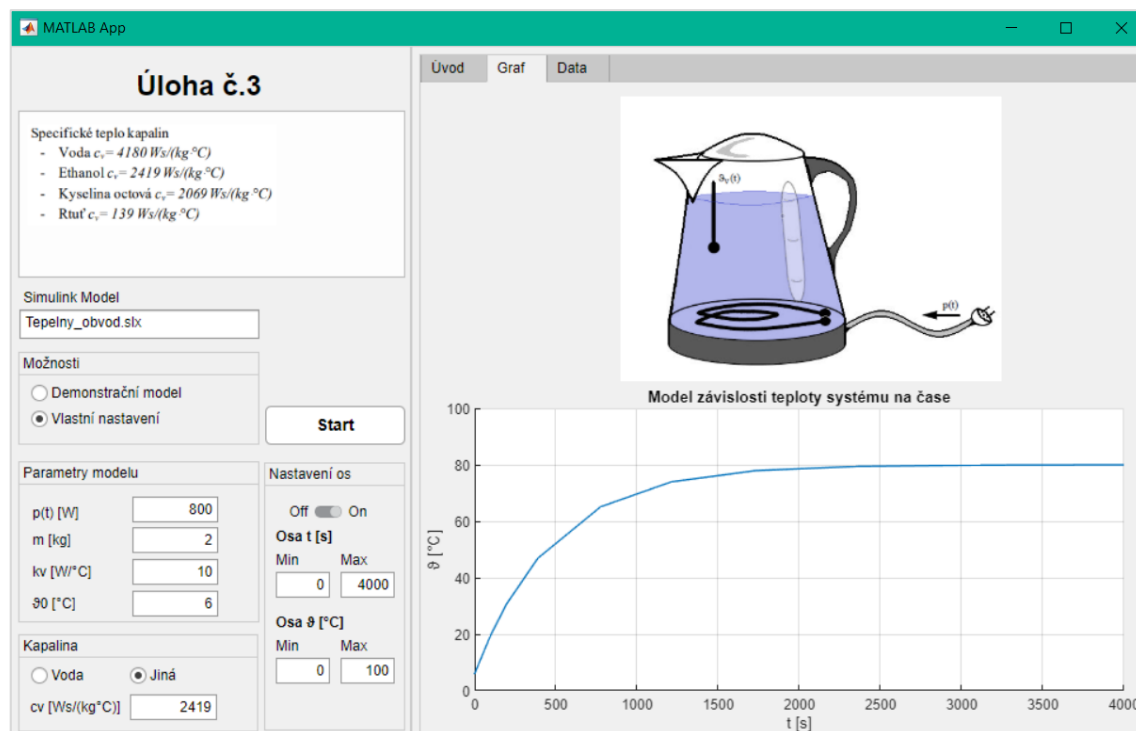 MATLAB App
Úloha č.3
Specifické teplo kapalin
- Voda cᵥ= 4180 Ws/(kg·°C)
- Ethanol cᵥ= 2419 Ws/(kg·°C)
- Kyselina octová cᵥ= 2069 Ws/(kg·°C)
- Rtuť cᵥ= 139 Ws/(kg·°C)
Simulink Model
Tepelny_obvod.slx
Možnosti
Demonstrační model
Vlastní nastavení
Start
Parametry modelu
p(t) [W] 800
m [kg] 2
kv [W/°C] 10
ϑ0 [°C] 6
Kapalina
Voda Jiná
cv [Ws/(kg°C)] 2419
Nastavení os
Off On
Osa t [s]
Min Max
0 4000
Osa ϑ [°C]
Min Max
0 100
Úvod Graf Data
ϑᵥ(t)
p(t)
Model závislosti teploty systému na čase
100
80
60
40
20
0
ϑ [°C]
0 500 1000 1500 2000 2500 3000 3500 4000
t [s]